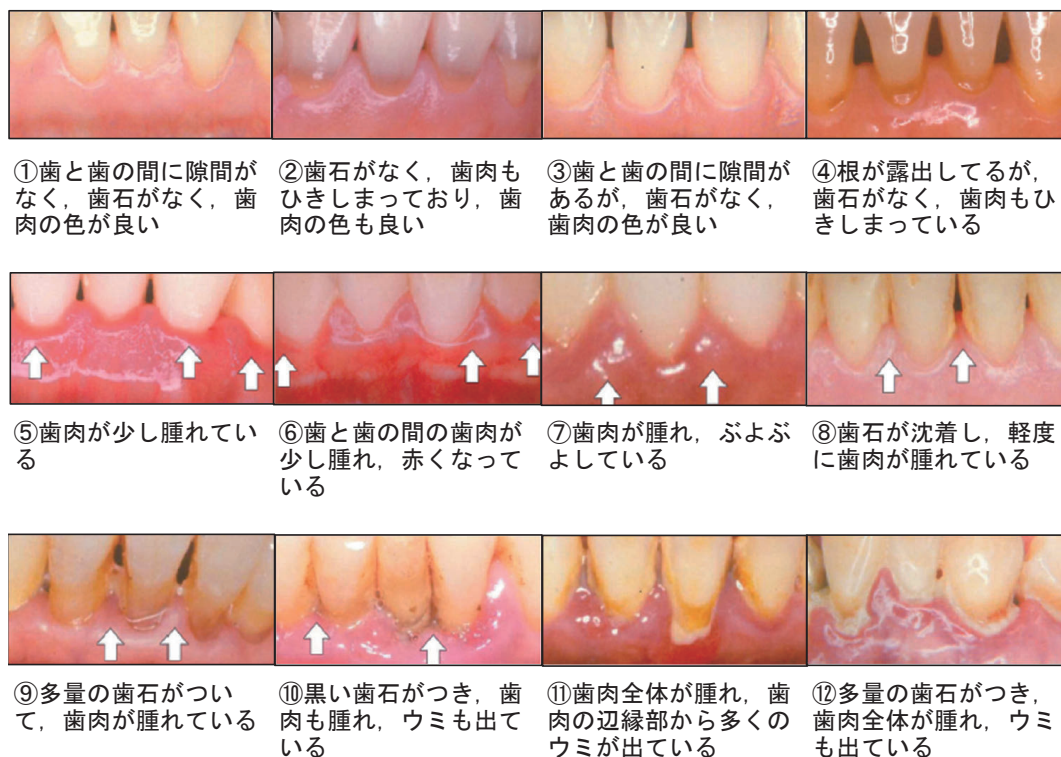 ①歯と歯の間に隙間が
なく，歯石がなく，歯
肉の色が良い
②歯石がなく，歯肉も
ひきしまっており，歯
肉の色も良い
③歯と歯の間に隙間が
あるが，歯石がなく，
歯肉の色が良い
④根が露出してるが，
歯石がなく，歯肉もひ
きしまっている
⑤歯肉が少し腫れてい
る
⑥歯と歯の間の歯肉が
少し腫れ，赤くなって
いる
⑦歯肉が腫れ，ぶよぶ
よしている
⑧歯石が沈着し，軽度
に歯肉が腫れている
⑨多量の歯石がつい
て，歯肉が腫れている
⑩黒い歯石がつき，歯
肉も腫れ，ウミも出て
いる
⑪歯肉全体が腫れ，歯
肉の辺縁部から多くの
ウミが出ている
⑫多量の歯石がつき，
歯肉全体が腫れ，ウミ
も出ている